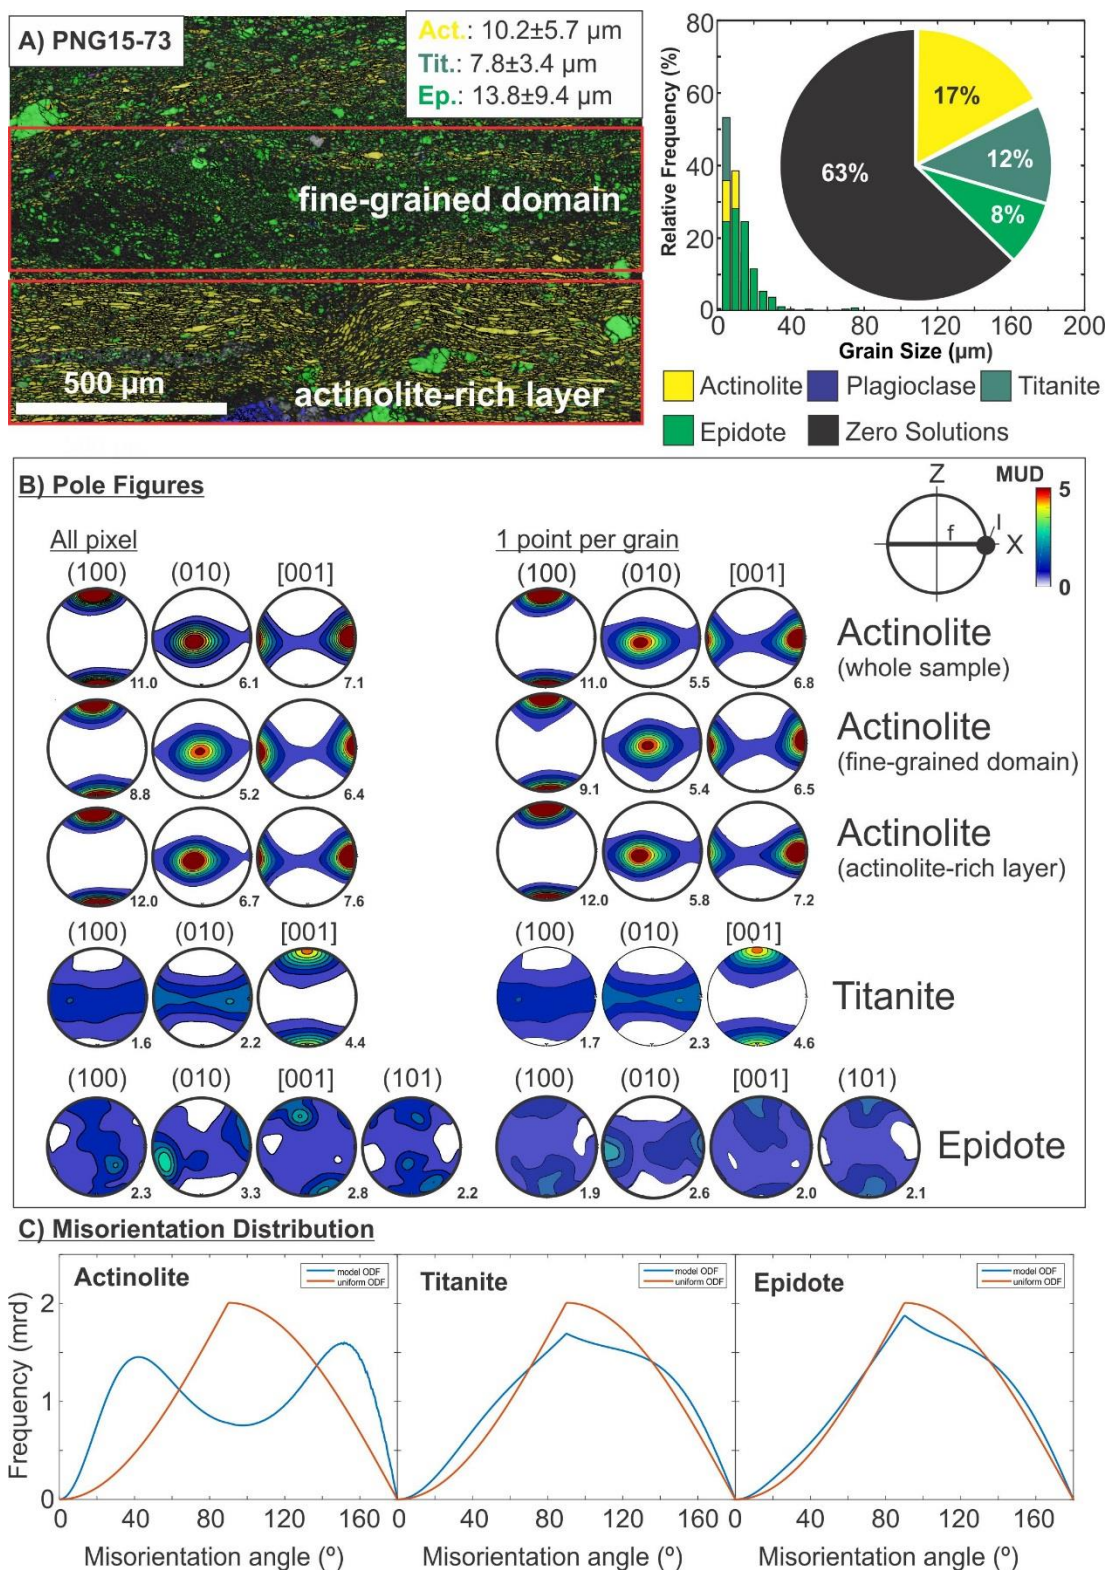 A) PNG15-73
Act.: 10.2±5.7 µm
Tit.: 7.8±3.4 µm
Ep.: 13.8±9.4 µm
fine-grained domain
500 µm
actinolite-rich layer
Relative Frequency (%)
80
60
40
20
0
0 40 80 120 160 200
Grain Size (µm)
17%
12%
8%
63%
Actinolite Plagioclase Titanite
Epidote Zero Solutions
B) Pole Figures
Z
f
l
X
MUD
5
0
All pixel 1 point per grain
(100) (010) [001] (100) (010) [001]
11.0 6.1 7.1 11.0 5.5 6.8
Actinolite
(whole sample)
8.8 5.2 6.4 9.1 5.4 6.5
Actinolite
(fine-grained domain)
12.0 6.7 7.6 12.0 5.8 7.2
Actinolite
(actinolite-rich layer)
(100) (010) [001] (100) (010) [001]
1.6 2.2 4.4 1.7 2.3 4.6
Titanite
(100) (010) [001] (101) (100) (010) [001] (101)
2.3 3.3 2.8 2.2 1.9 2.6 2.0 2.1
Epidote
C) Misorientation Distribution
Frequency (mrd)
2
1
0
Actinolite
model ODF
uniform ODF
Titanite
model ODF
uniform ODF
Epidote
model ODF
uniform ODF
0 40 80 120 160 0 40 80 120 160 0 40 80 120 160
Misorientation angle (º) Misorientation angle (º) Misorientation angle (º)